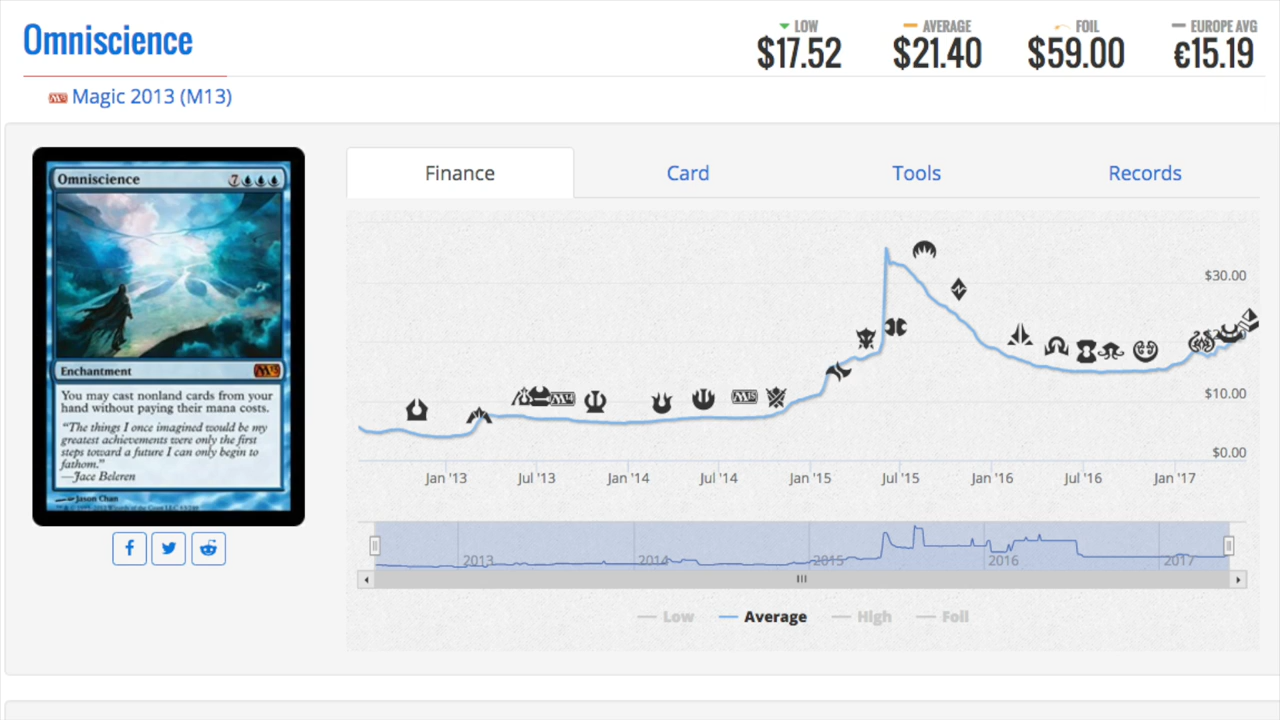 Omniscience
LOW
AVERAGE
FOIL
EUROPE AVG
$17.52
$21.40
$59.00
€15.19
Magic 2013 (M13)
Omniscience
7
Enchantment
You may cast nonland cards from your
hand without paying their mana costs.
"The things I once imagined would be my
greatest achievements were only the first
steps toward a future I can only begin to
fathom."
—Jace Beleren
Jason Chan
Finance
Card
Tools
Records
$30.00
$10.00
$0.00
Jan '13
Jul '13
Jan '14
Jul '14
Jan '15
Jul '15
Jan '16
Jul '16
Jan '17
2013
2014
2015
2016
2017
Low
Average
High
Foil